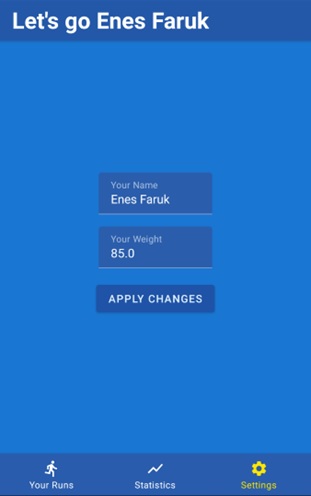 Let's go Enes Faruk
Your Name
Enes Faruk
Your Weight
85.0
APPLY CHANGES
Your Runs
Statistics
Settings